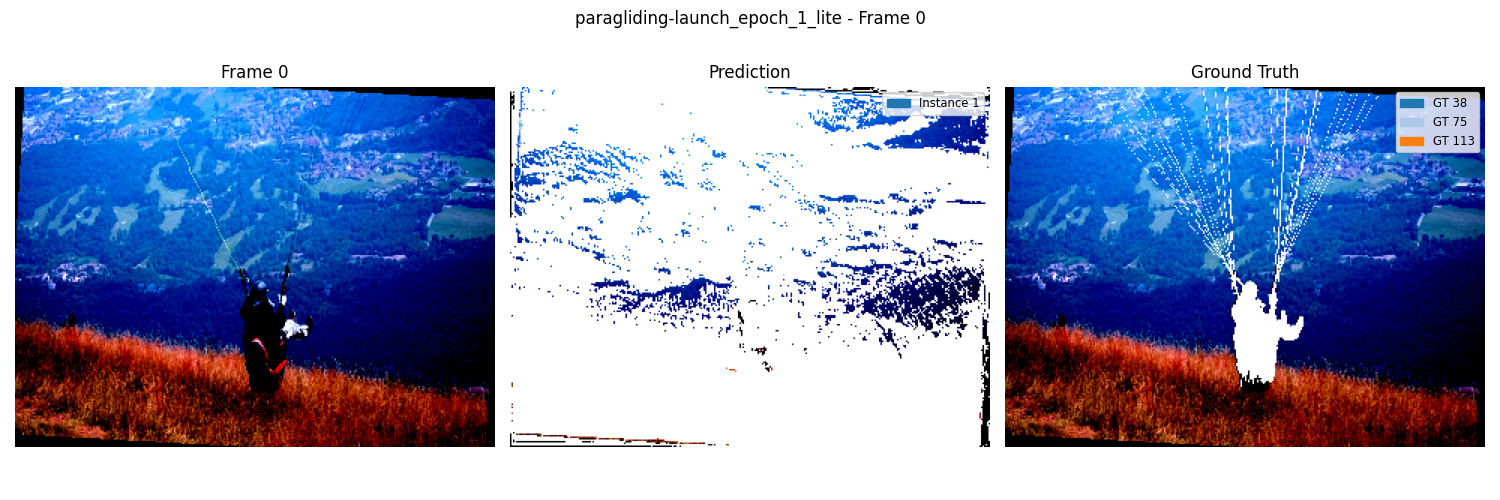 paragliding-launch_epoch_1_lite - Frame 0
Frame 0
Prediction
Ground Truth
Instance 1
GT 38
GT 75
GT 113